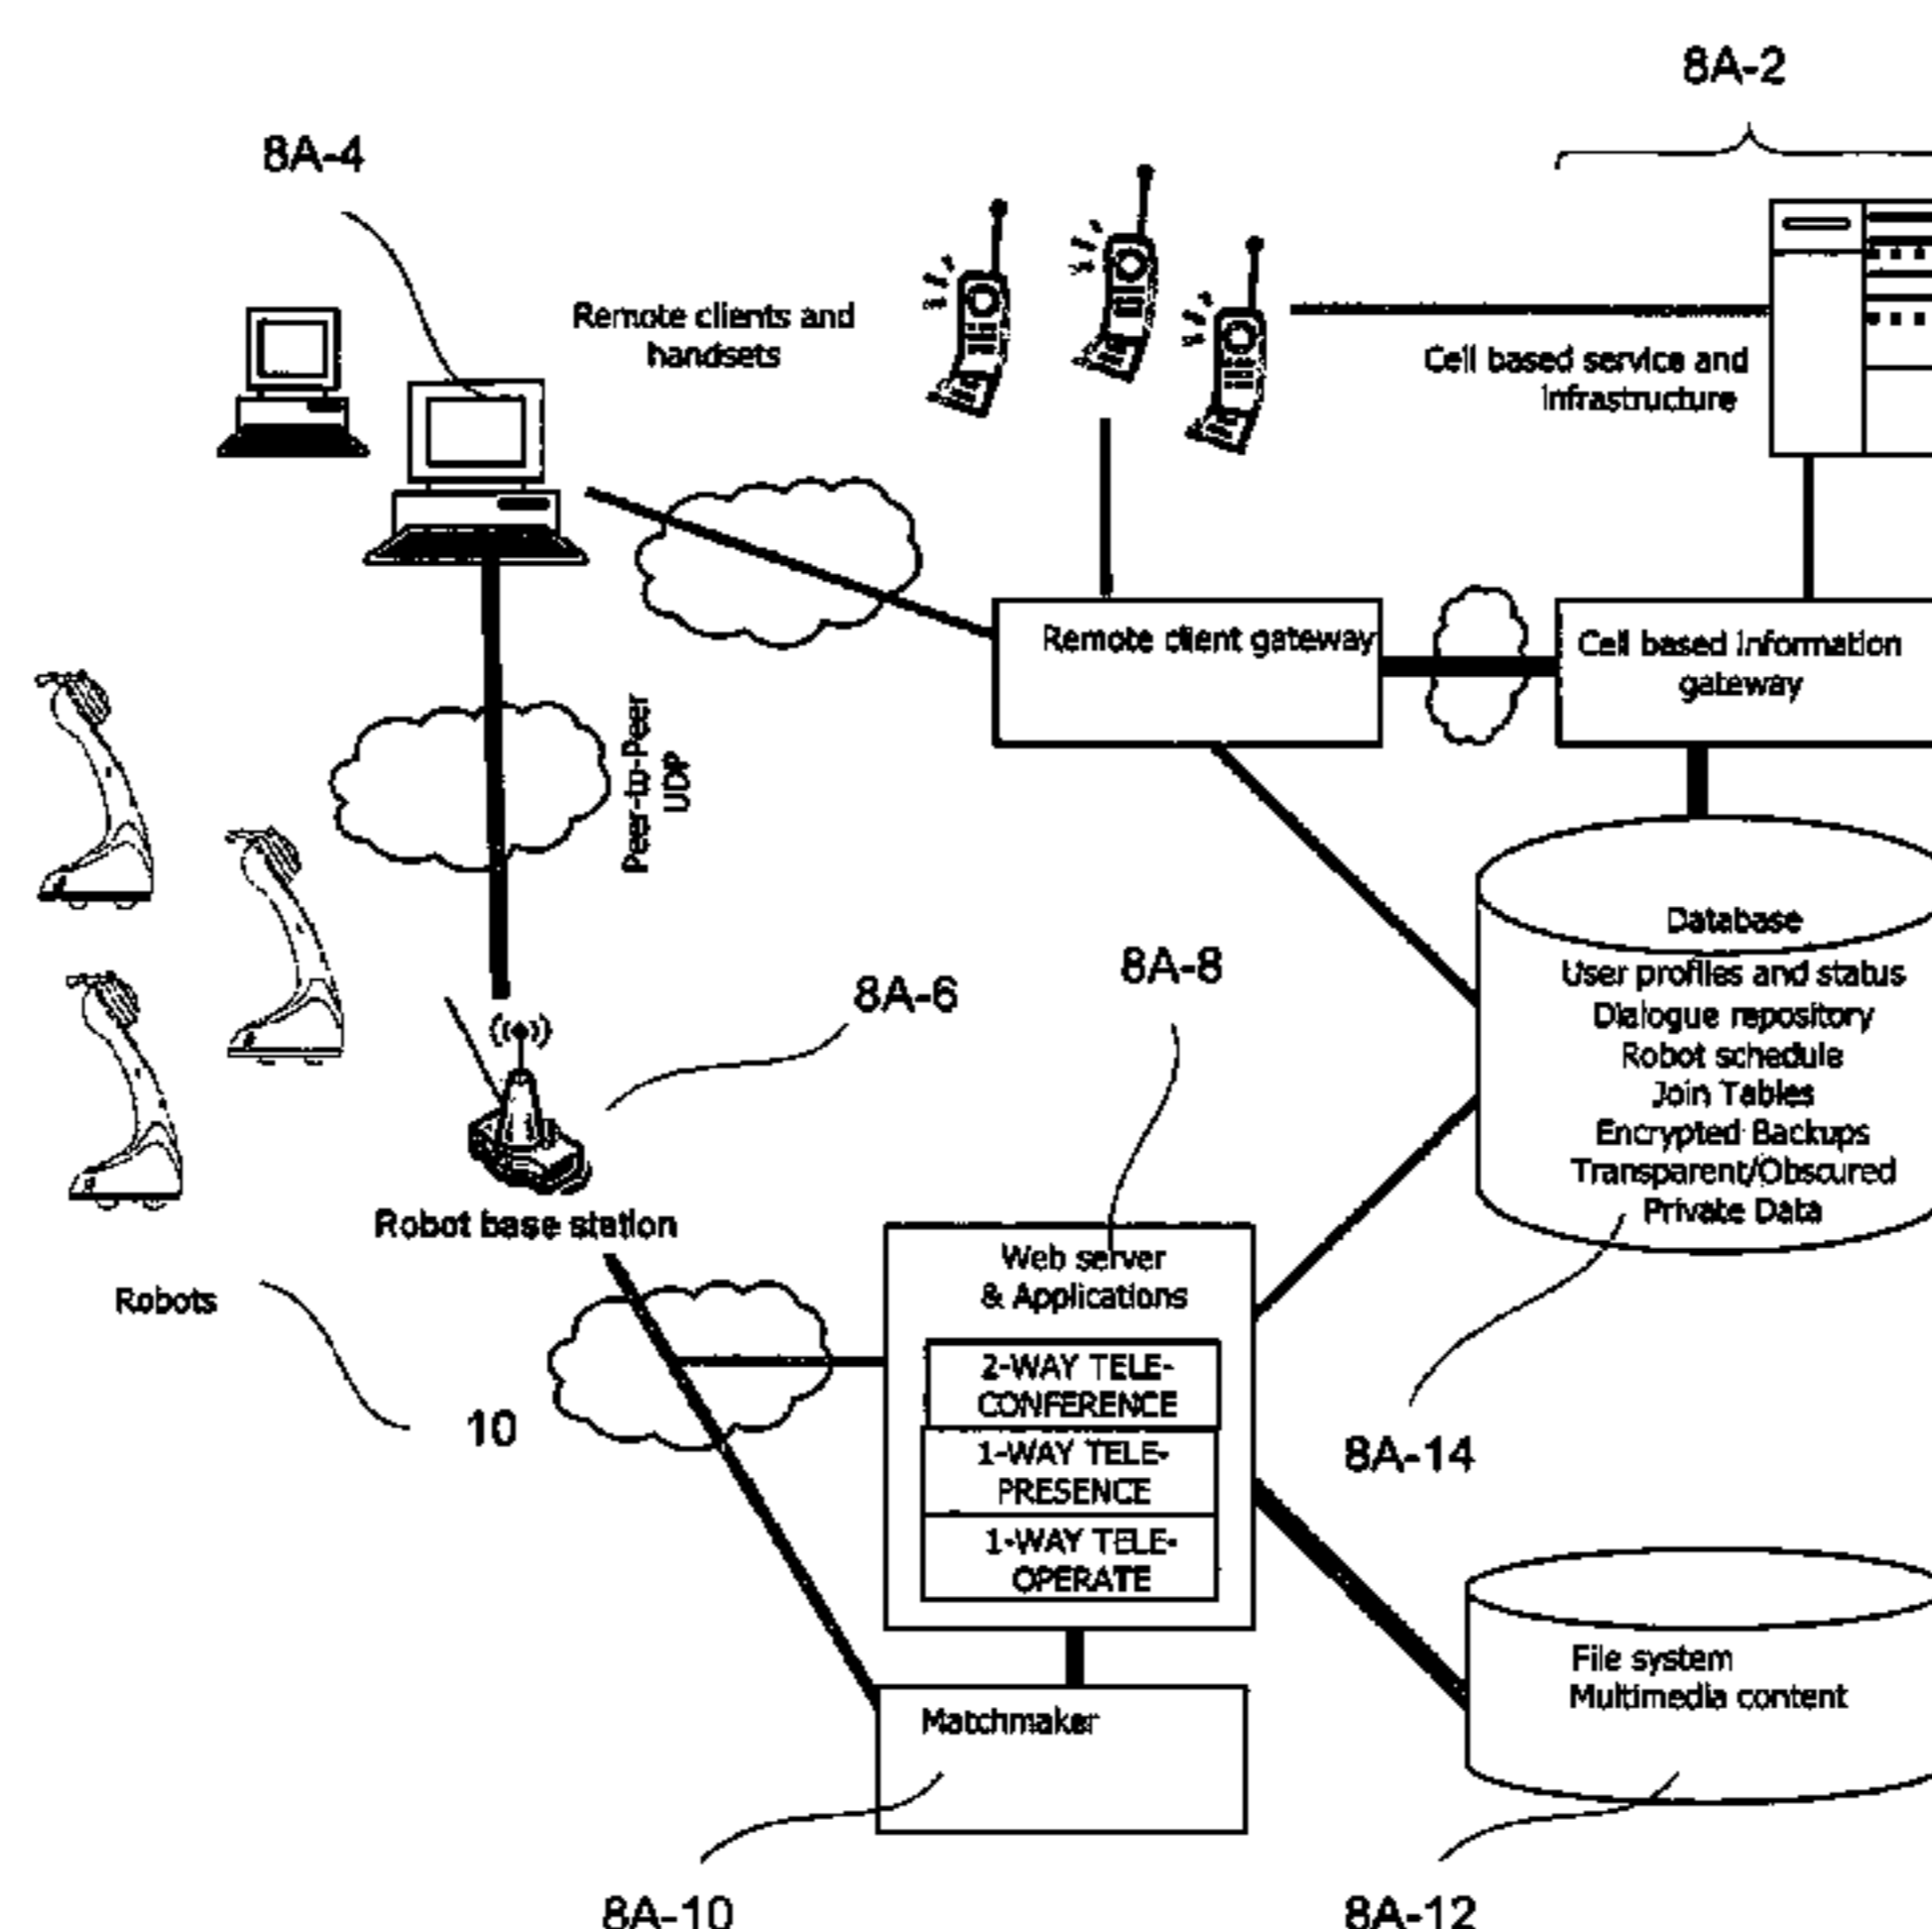 8A-2
8A-4
Remote clients and
handsets
Cell based service and
infrastructure
Remote client gateway
Cell based information
gateway
Peer-to-Peer
UDP
Database
User profiles and status
Dialogue repository
Robot schedule
Join Tables
Encrypted Backups
Transparent/Obscured
Private Data
8A-8
8A-6
Robot base station
Robots
10
Web server
& Applications
2-WAY TELE-
CONFERENCE
1-WAY TELE-
PRESENCE
1-WAY TELE-
OPERATE
8A-14
File system
Multimedia content
Matchmaker
8A-10
8A-12